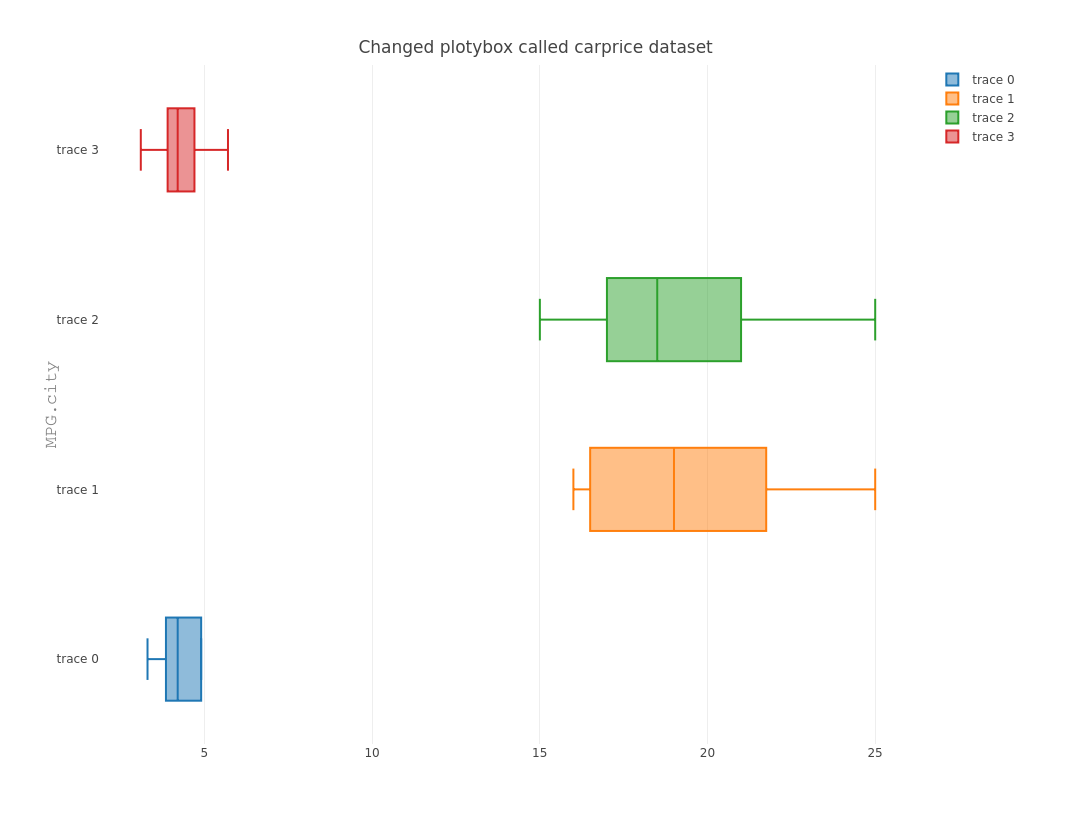 Changed plotybox called carprice dataset
trace 0
trace 1
trace 2
trace 3
trace 3
trace 2
MPG.city
trace 1
trace 0
5
10
15
20
25